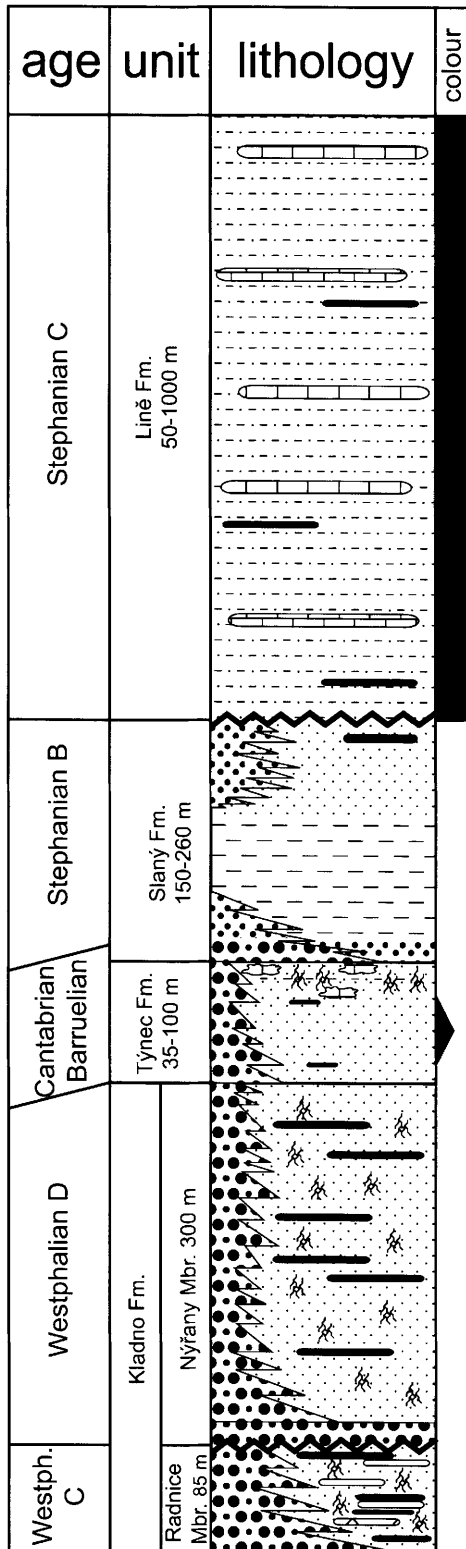 age unit lithology colour
Stephanian C
Lině Fm.
50-1000 m
Stephanian B
Slaný Fm.
150-260 m
Cantabrian
Barruelian
Týnec Fm.
35-100 m
Westphalian D
Kladno Fm.
Nýřany Mbr. 300 m
Westph.
C
Radnice
Mbr. 85 m